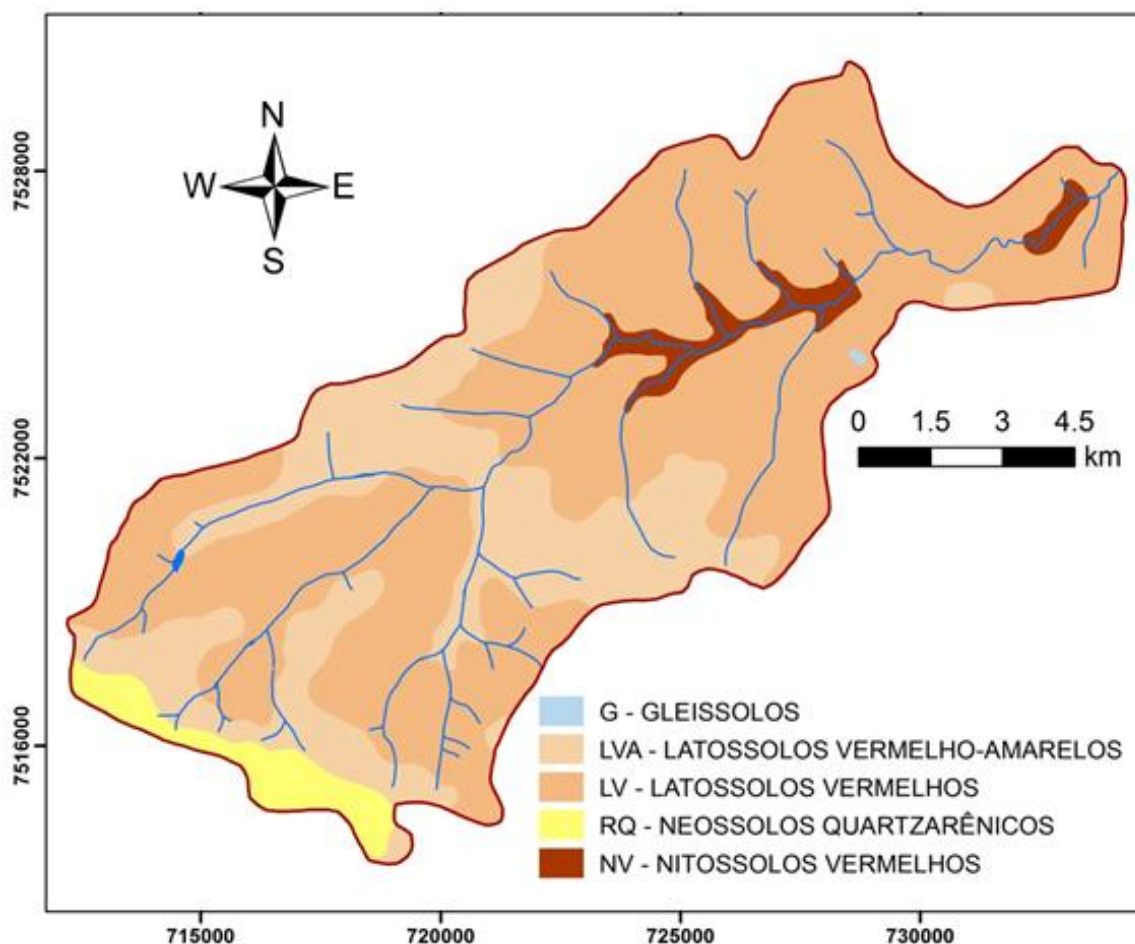 N
W E
S
7528000
7522000
7516000
0 1.5 3 4.5
km
G - GLEISSOLOS
LVA - LATOSSOLOS VERMELHO-AMARELOS
LV - LATOSSOLOS VERMELHOS
RQ - NEOSSOLOS QUARTZARÊNICOS
NV - NITOSSOLOS VERMELHOS
715000 720000 725000 730000